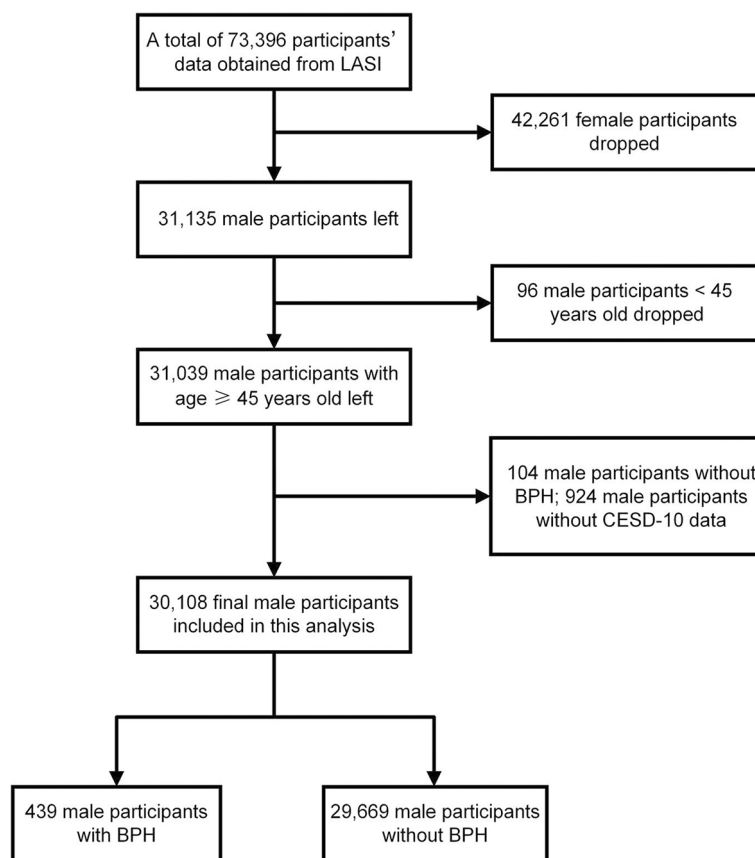 A total of 73,396 participants’
data obtained from LASI
42,261 female participants
dropped
31,135 male participants left
96 male participants < 45
years old dropped
31,039 male participants with
age ≥ 45 years old left
104 male participants without
BPH; 924 male participants
without CESD-10 data
30,108 final male participants
included in this analysis
439 male participants
with BPH
29,669 male participants
without BPH